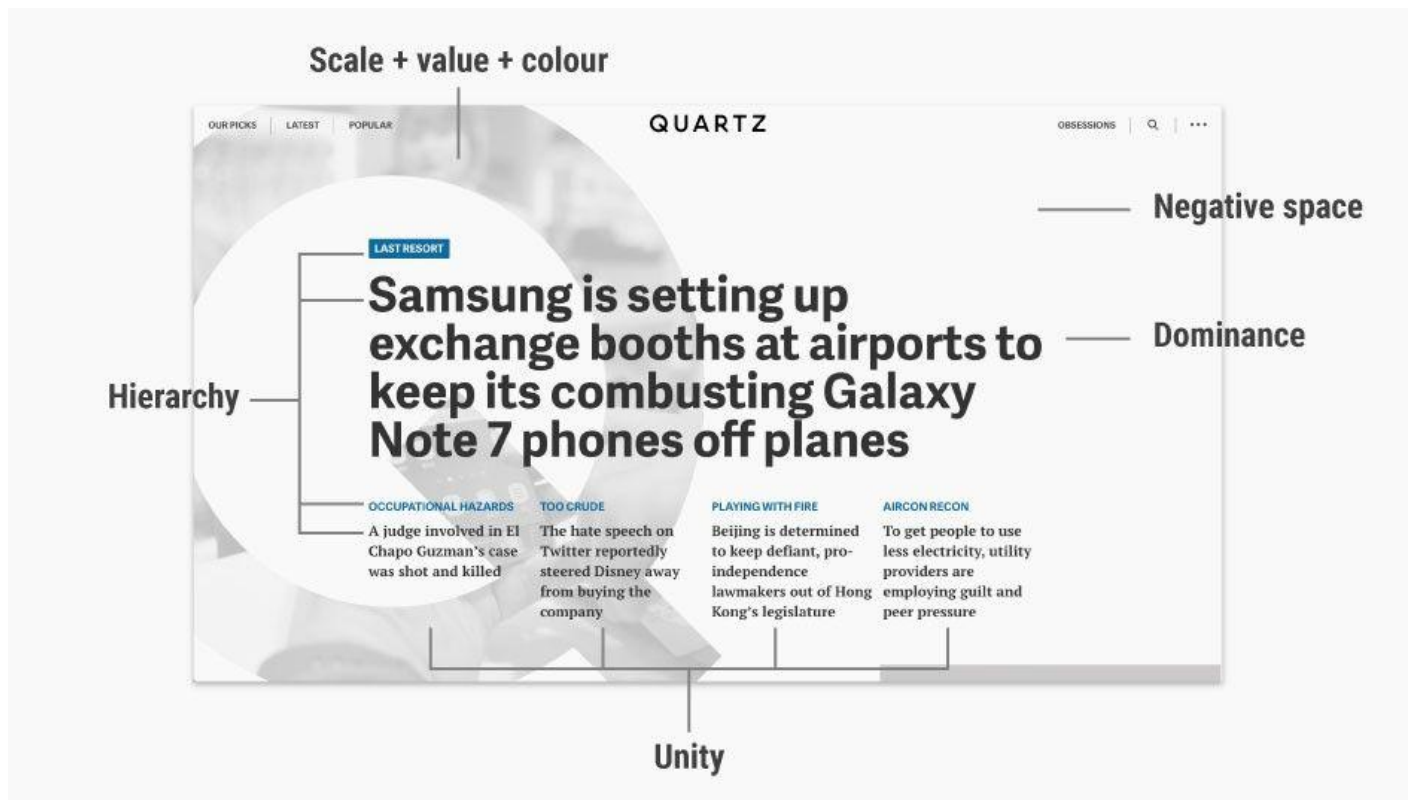 Scale + value + colour
OUR PICKS
LATEST
POPULAR
QUARTZ
OBSESSIONS
Negative space
LAST RESORT
Samsung is setting up
exchange booths at airports to
keep its combusting Galaxy
Note 7 phones off planes
Dominance
Hierarchy
OCCUPATIONAL HAZARDS
A judge involved in El
Chapo Guzman's case
was shot and killed
TOO CRUDE
The hate speech on
Twitter reportedly
steered Disney away
from buying the
company
PLAYING WITH FIRE
Beijing is determined
to keep defiant, pro-
independence
lawmakers out of Hong
Kong's legislature
AIRCON RECON
To get people to use
less electricity, utility
providers are
employing guilt and
peer pressure
Unity